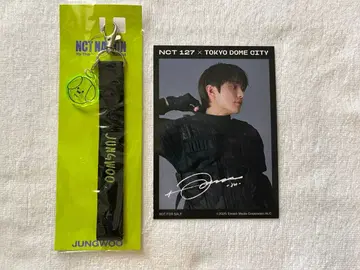 NCT NATION
JUNGWOO
JUNGWOO
NCT 127 × TOKYO DOME CITY
NOT FOR SALE